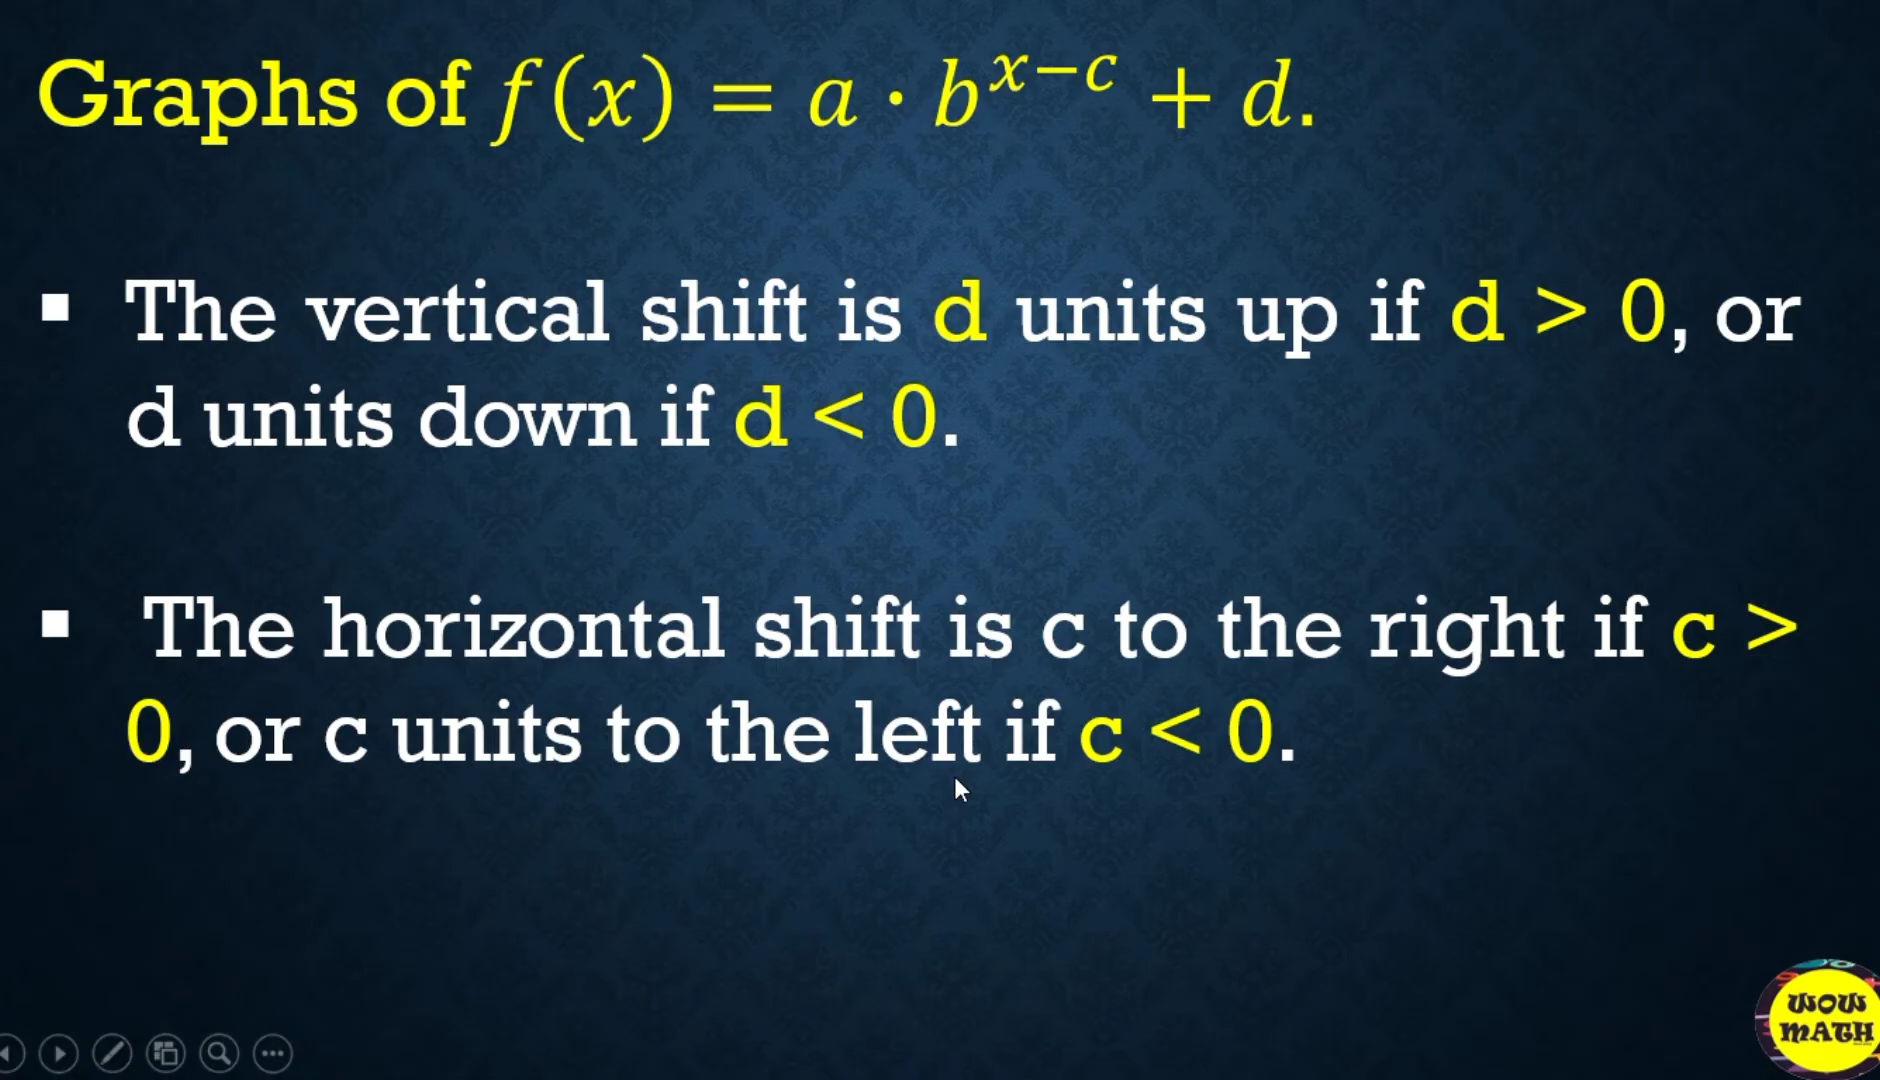 Graphs of f(x) = a · b^{x−c} + d.
▪ The vertical shift is d units up if d > 0, or
d units down if d < 0.
▪ The horizontal shift is c to the right if c >
0, or c units to the left if c < 0.
WOW
MATH